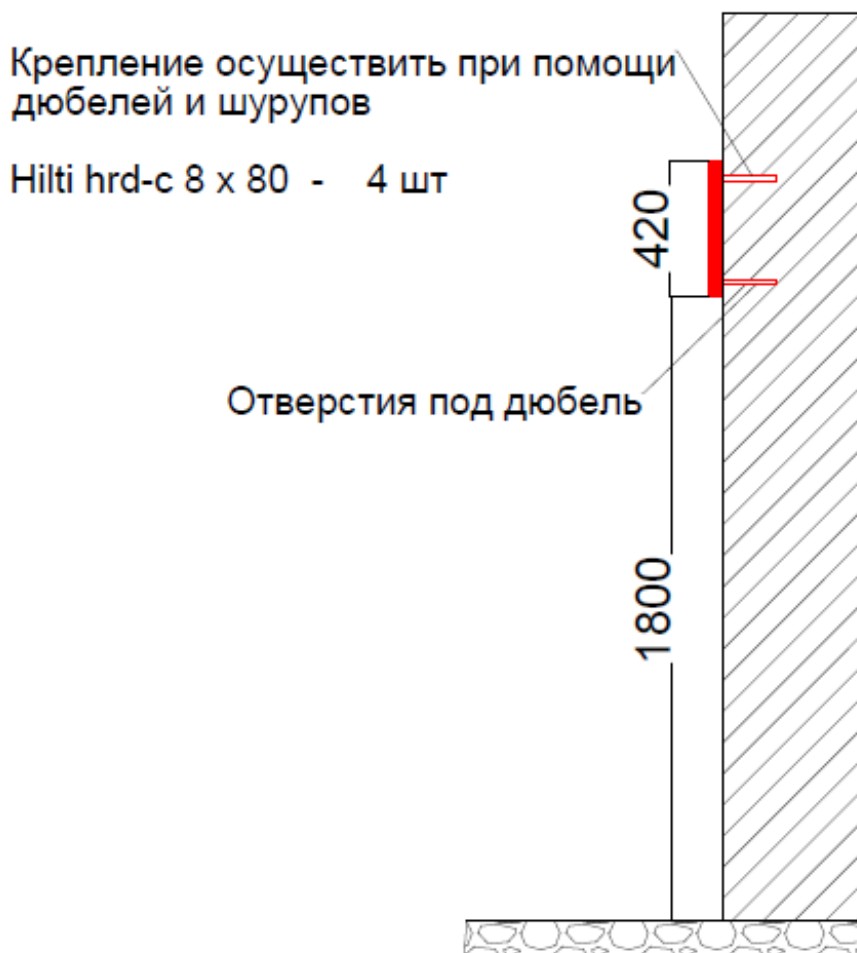 Крепление осуществить при помощи
дюбелей и шурупов
Hilti hrd-c 8 x 80 - 4 шт
420
Отверстия под дюбель
1800